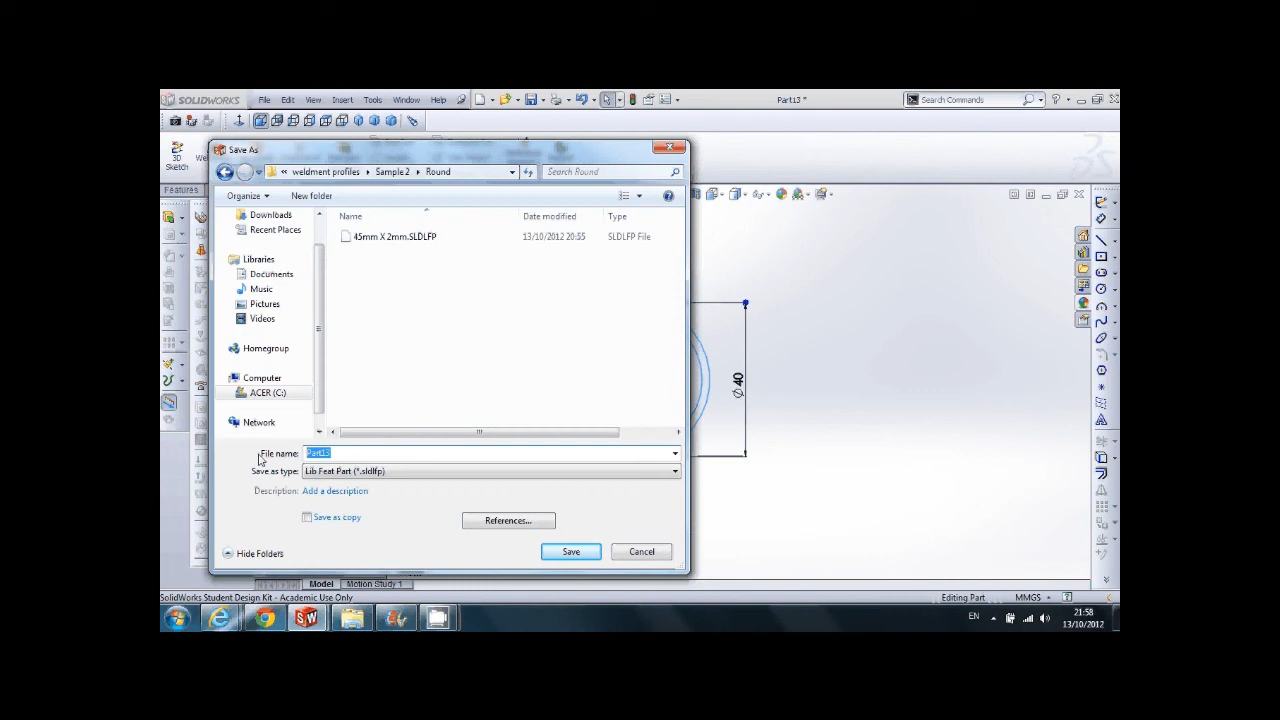 SOLIDWORKS File Edit View Insert Tools Window Help Part13 * Search Commands
3D
Sketch
Features
Save As
« weldment profiles Sample 2 Round Search Round
Organize New folder
Name Date modified Type
45mm X 2mm.SLDLFP 13/10/2012 20:55 SLDLFP File
Downloads
Recent Places
Libraries
Documents
Music
Pictures
Videos
Homegroup
Computer
ACER (C:)
Network
File name: Part13
Save as type: Lib Feat Part (*.sldlfp)
Description: Add a description
Save as copy References...
Save Cancel
Hide Folders
∅40
Model Motion Study 1
SolidWorks Student Design Kit - Academic Use Only Editing Part MMGS
EN 21:58
13/10/2012